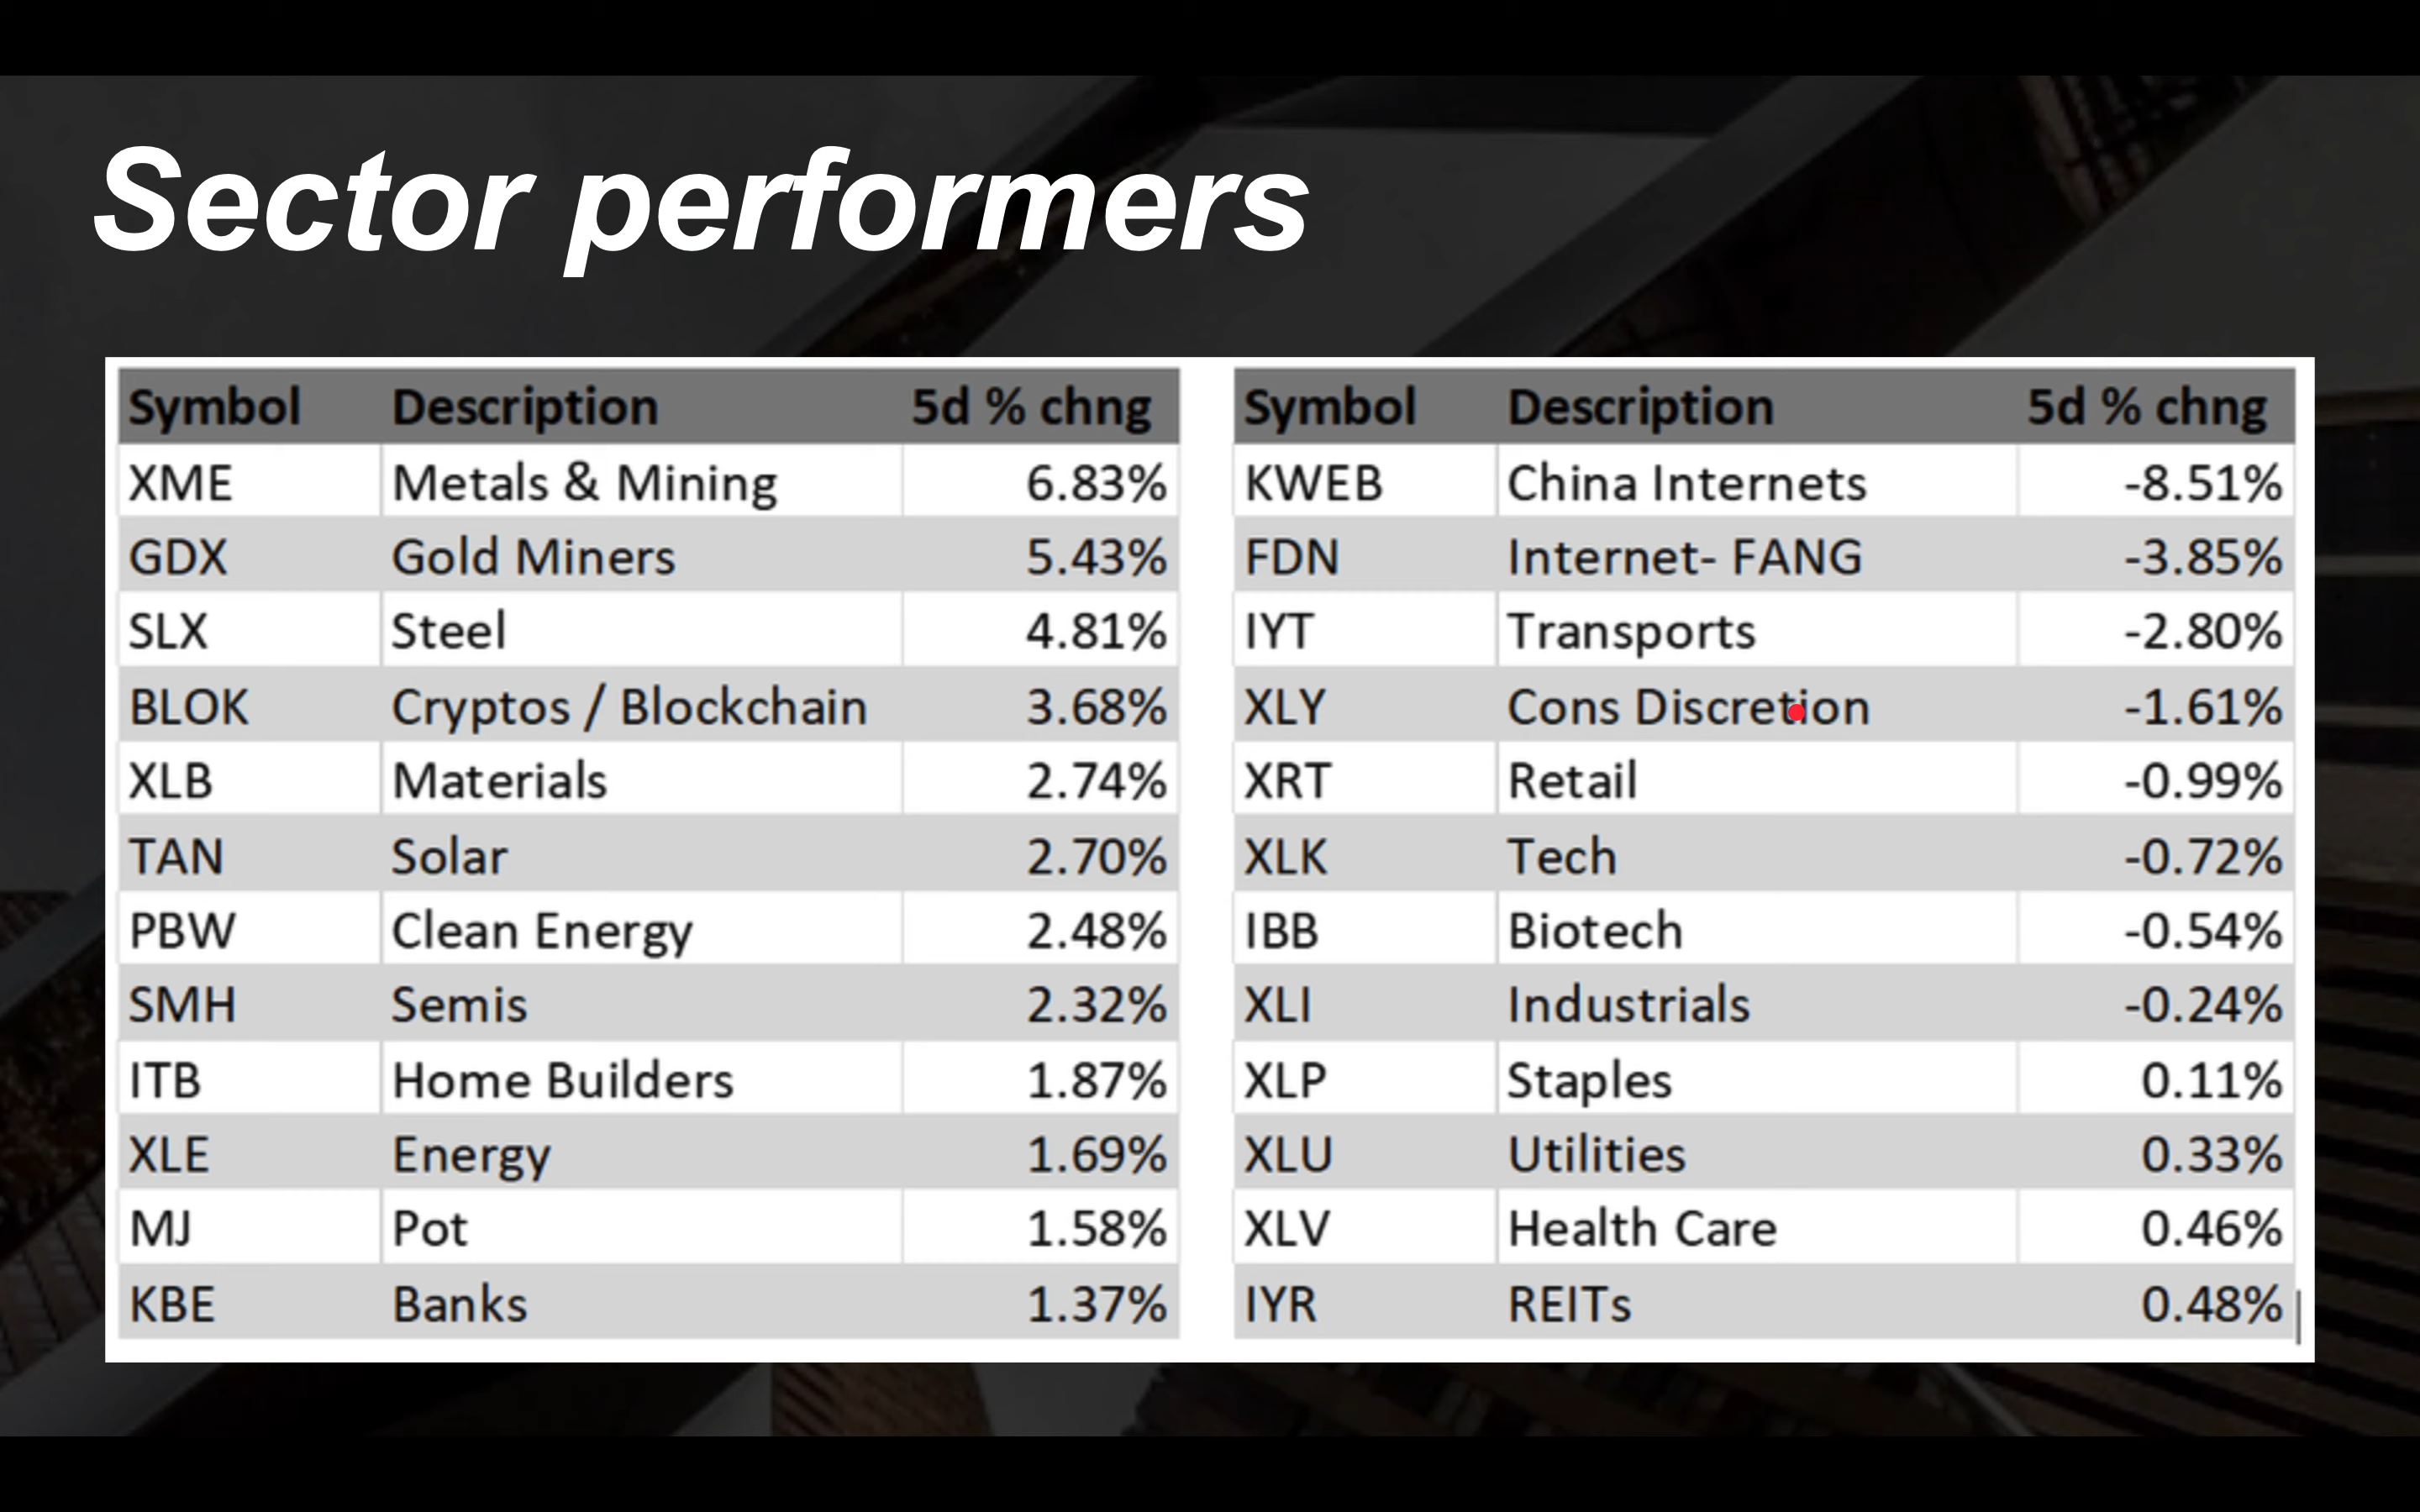 Sector performers
Symbol Description 5d % chng
XME Metals & Mining 6.83%
GDX Gold Miners 5.43%
SLX Steel 4.81%
BLOK Cryptos / Blockchain 3.68%
XLB Materials 2.74%
TAN Solar 2.70%
PBW Clean Energy 2.48%
SMH Semis 2.32%
ITB Home Builders 1.87%
XLE Energy 1.69%
MJ Pot 1.58%
KBE Banks 1.37%
Symbol Description 5d % chng
KWEB China Internets -8.51%
FDN Internet- FANG -3.85%
IYT Transports -2.80%
XLY Cons Discretion -1.61%
XRT Retail -0.99%
XLK Tech -0.72%
IBB Biotech -0.54%
XLI Industrials -0.24%
XLP Staples 0.11%
XLU Utilities 0.33%
XLV Health Care 0.46%
IYR REITs 0.48%